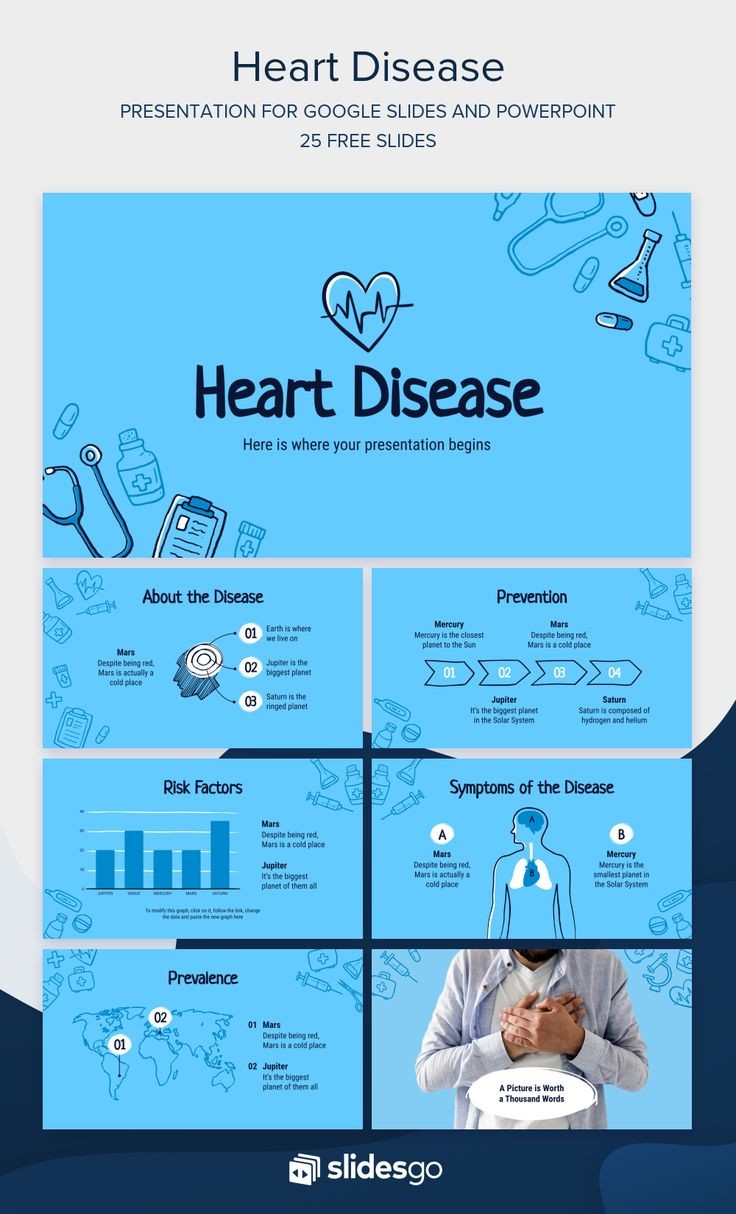 Heart Disease
PRESENTATION FOR GOOGLE SLIDES AND POWERPOINT
25 FREE SLIDES
Heart Disease
Here is where your presentation begins
About the Disease
Mars
Despite being red,
Mars is actually a
cold place
01
Earth is where
we live on
02
Jupiter is the
biggest planet
03
Saturn is the
ringed planet
Prevention
Mercury
Mercury is the closest
planet to the Sun
Mars
Despite being red,
Mars is a cold place
01 02 03 04
Jupiter
It's the biggest planet
in the Solar System
Saturn
Saturn is composed of
hydrogen and helium
Risk Factors
40
30
20
10
0
JUPITER VENUS MERCURY MARS SATURN
To modify this graph, click on it, follow the link, change
the data and paste the new graph here
Mars
Despite being red,
Mars is a cold place
Jupiter
It's the biggest
planet of them all
Symptoms of the Disease
A
Mars
Despite being red,
Mars is actually a
cold place
A
B
B
Mercury
Mercury is the
smallest planet in
the Solar System
Prevalence
01
02
01 Mars
Despite being red,
Mars is a cold place
02 Jupiter
It's the biggest
planet of them all
A Picture is Worth
a Thousand Words
slidesgo